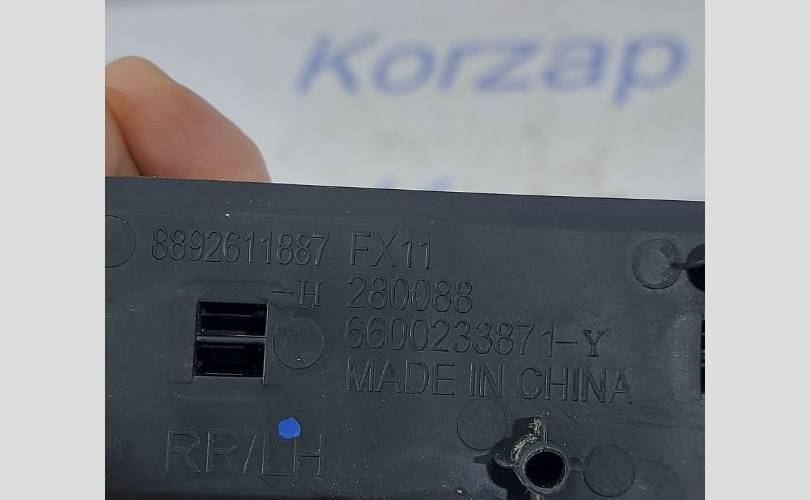 Korzap
8892611887 FX11
-H 280088
6600233871-Y
MADE IN CHINA
RR/LH